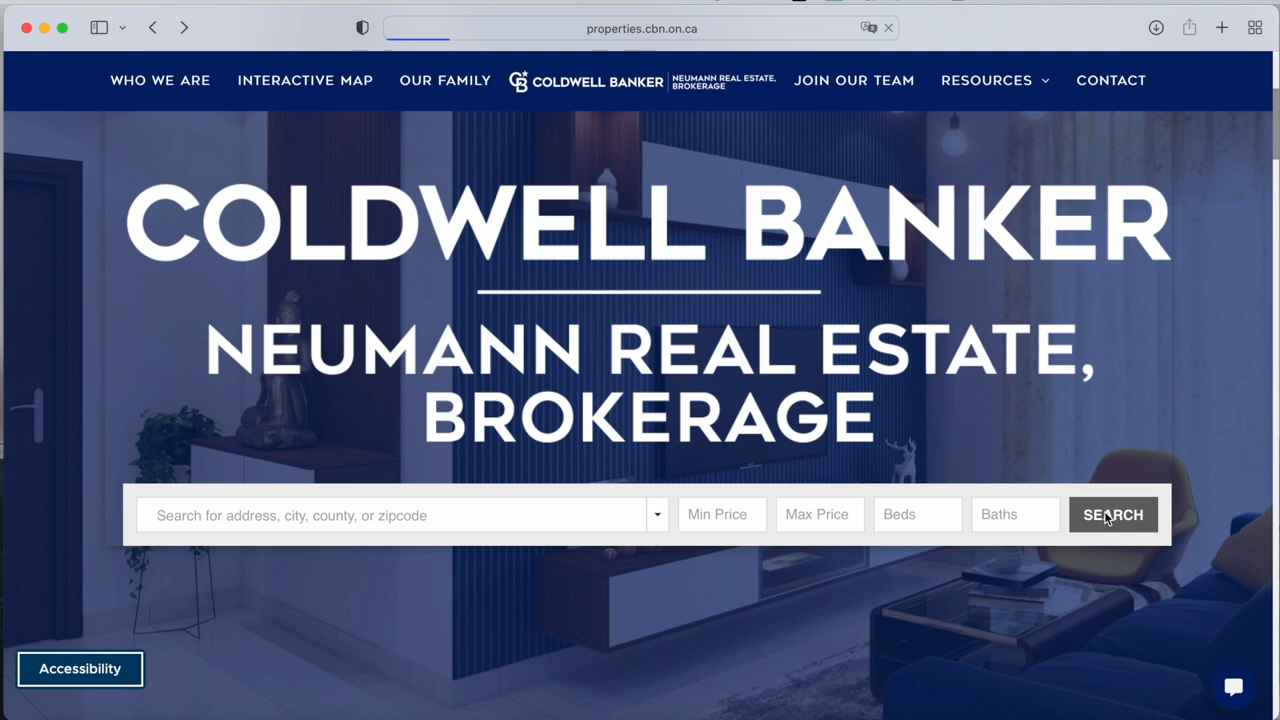 properties.cbn.on.ca
WHO WE ARE
INTERACTIVE MAP
OUR FAMILY
CB COLDWELL BANKER
NEUMANN REAL ESTATE,
BROKERAGE
JOIN OUR TEAM
RESOURCES
CONTACT
COLDWELL BANKER
NEUMANN REAL ESTATE,
BROKERAGE
Search for address, city, county, or zipcode
Min Price
Max Price
Beds
Baths
SEARCH
Accessibility